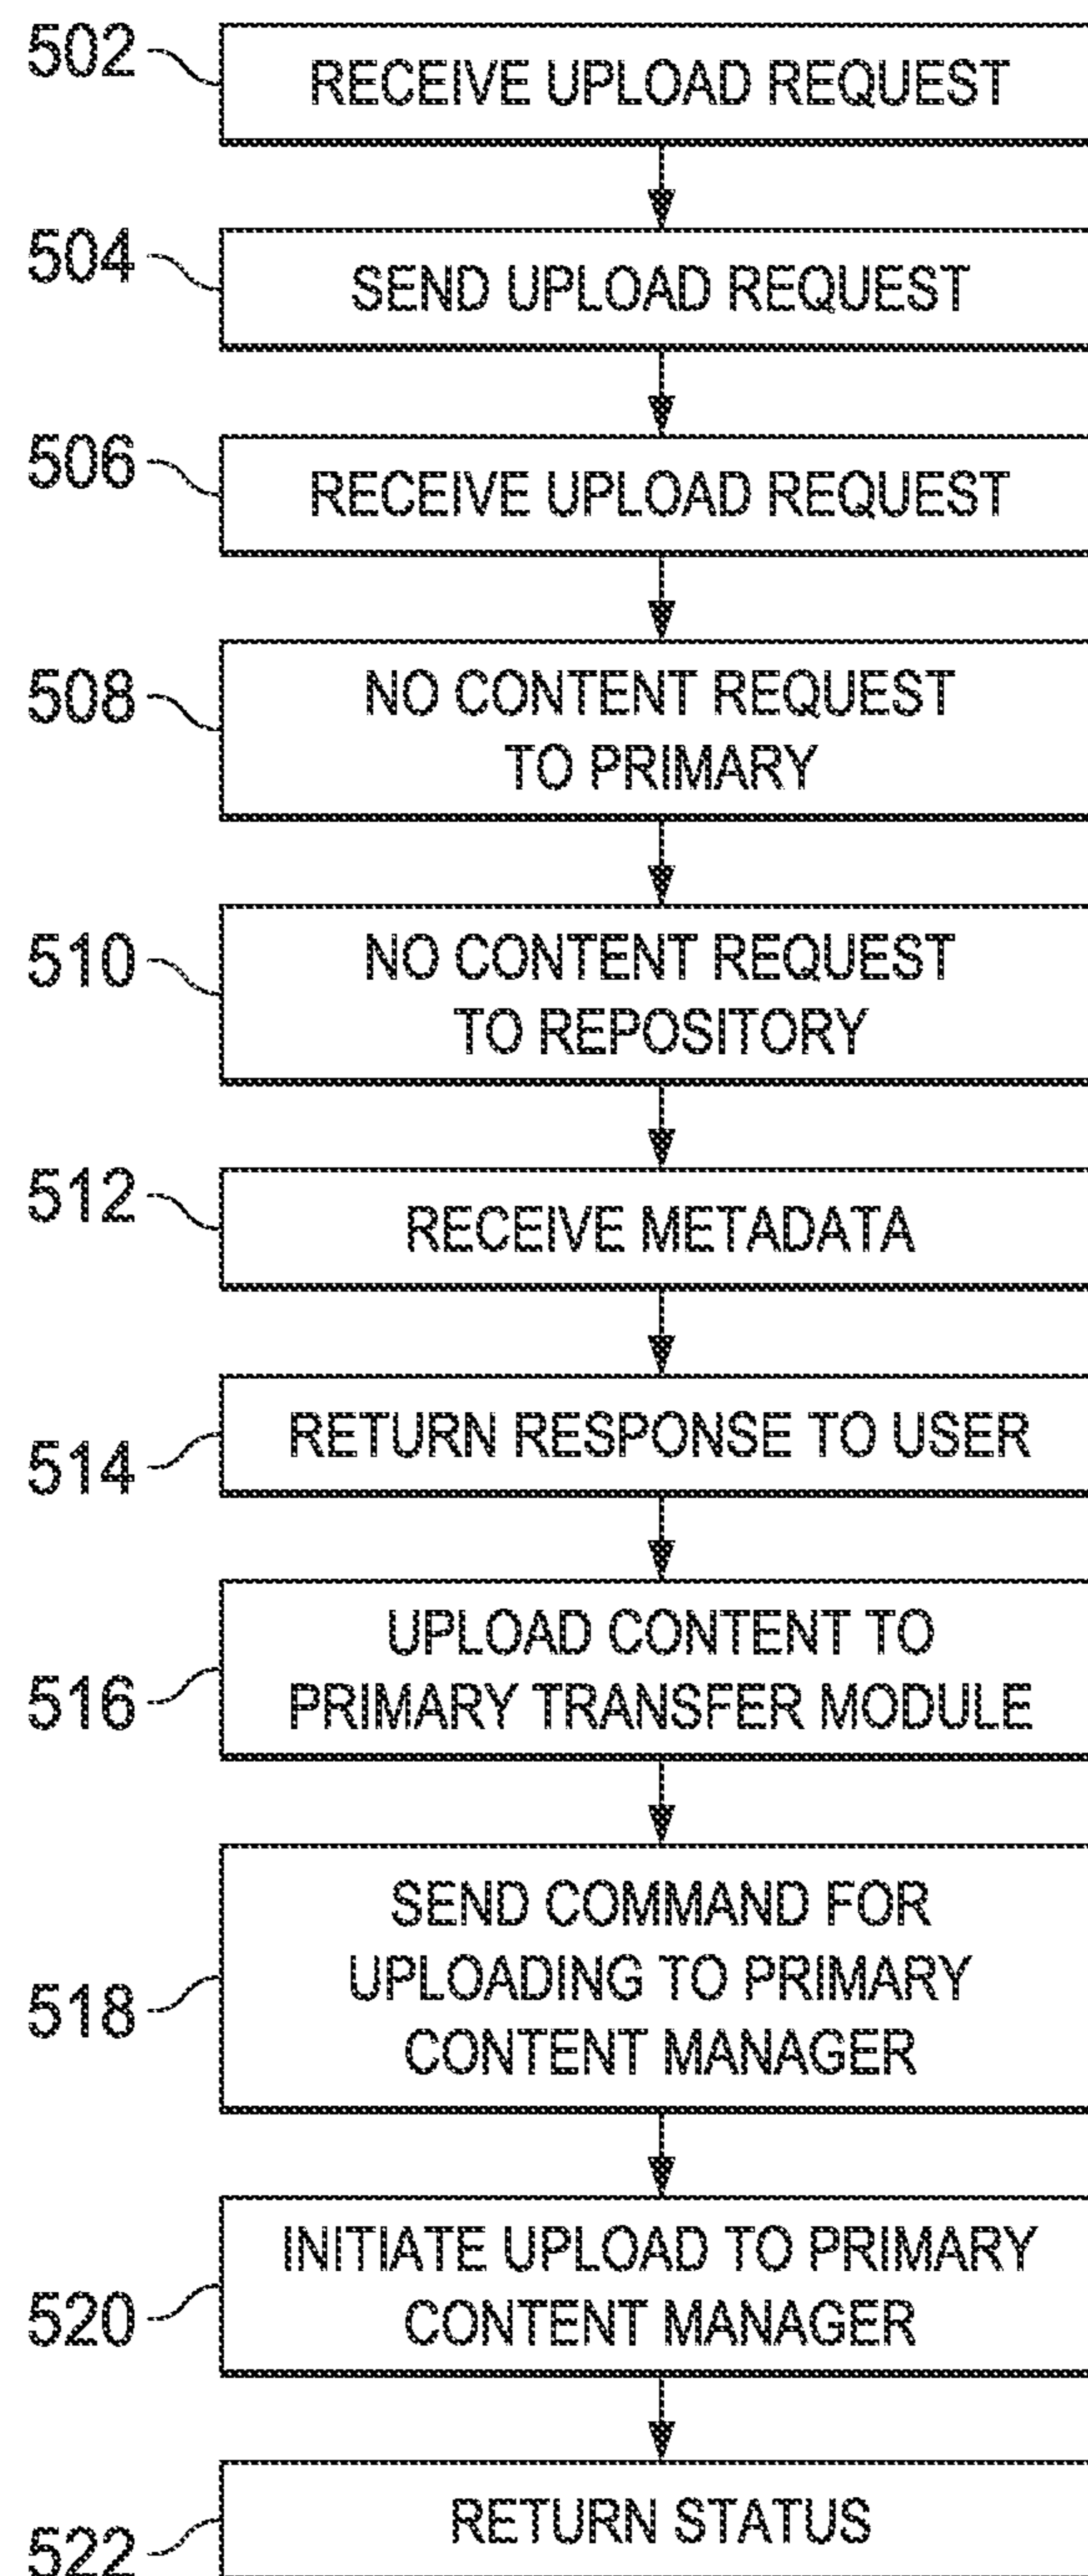 502
RECEIVE UPLOAD REQUEST
504
SEND UPLOAD REQUEST
506
RECEIVE UPLOAD REQUEST
508
NO CONTENT REQUEST
TO PRIMARY
510
NO CONTENT REQUEST
TO REPOSITORY
512
RECEIVE METADATA
514
RETURN RESPONSE TO USER
516
UPLOAD CONTENT TO
PRIMARY TRANSFER MODULE
518
SEND COMMAND FOR
UPLOADING TO PRIMARY
CONTENT MANAGER
520
INITIATE UPLOAD TO PRIMARY
CONTENT MANAGER
522
RETURN STATUS